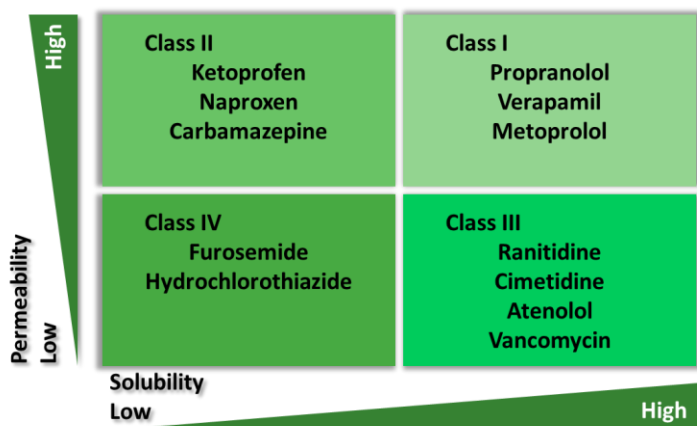 High
Permeability
Low
Class II
Ketoprofen
Naproxen
Carbamazepine
Class I
Propranolol
Verapamil
Metoprolol
Class IV
Furosemide
Hydrochlorothiazide
Class III
Ranitidine
Cimetidine
Atenolol
Vancomycin
Solubility
Low
High